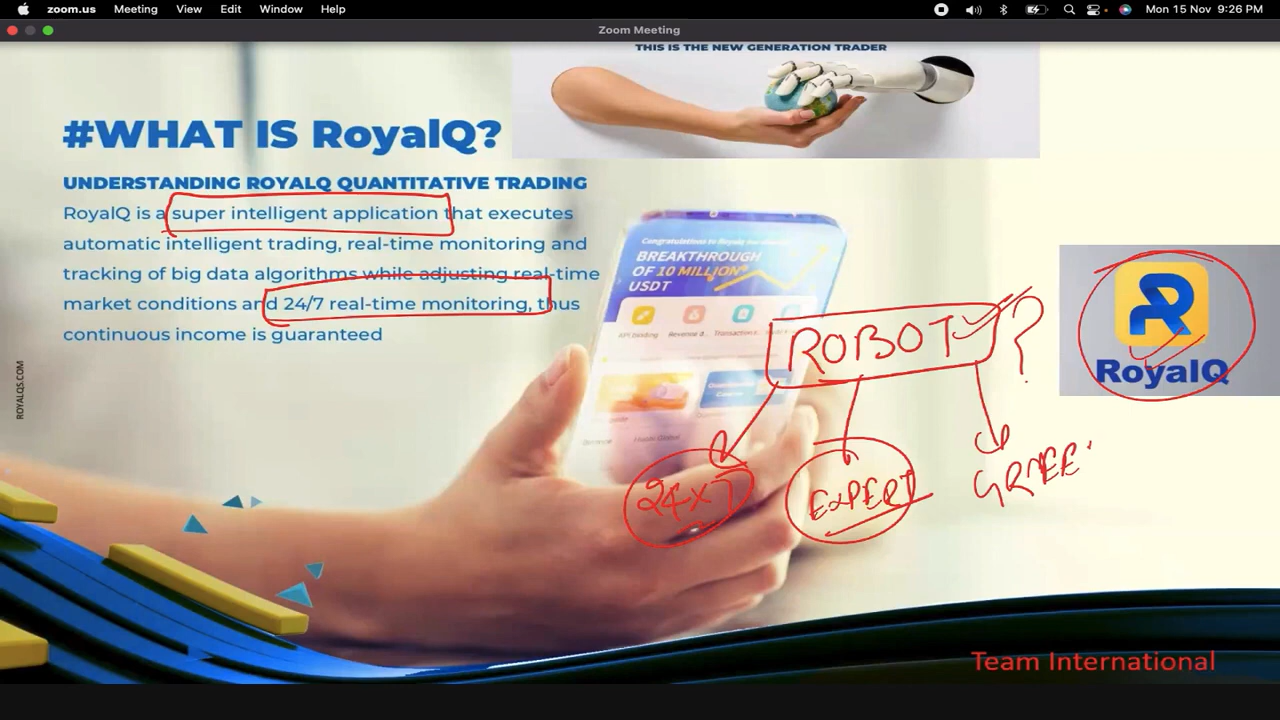 zoom.us Meeting View Edit Window Help Mon 15 Nov 9:26 PM
Zoom Meeting
THIS IS THE NEW GENERATION TRADER
#WHAT IS RoyalQ?
UNDERSTANDING ROYALQ QUANTITATIVE TRADING
RoyalQ is a super intelligent application that executes
automatic intelligent trading, real-time monitoring and
tracking of big data algorithms while adjusting real-time
market conditions and 24/7 real-time monitoring, thus
continuous income is guaranteed
BREAKTHROUGH
OF 10 MILLION
USDT
API Binding
ROBOT ?
RoyalQ
24x7
EXPERT
GREE
ROYALQS.COM
Team International